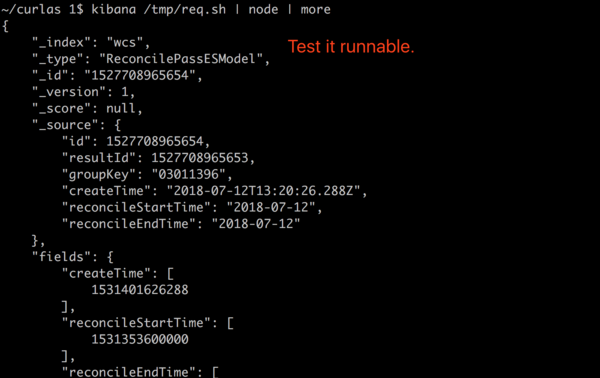 ~/curlas 1$ kibana /tmp/req.sh | node | more
{
    "_index": "wcs",
    "_type": "ReconcilePassESModel",
    "_id": "1527708965654",
    "_version": 1,
    "_score": null,
    "_source": {
        "id": 1527708965654,
        "resultId": 1527708965653,
        "groupKey": "03011396",
        "createTime": "2018-07-12T13:20:26.288Z",
        "reconcileStartTime": "2018-07-12",
        "reconcileEndTime": "2018-07-12"
    },
    "fields": {
        "createTime": [
            1531401626288
        ],
        "reconcileStartTime": [
            1531353600000
        ],
        "reconcileEndTime": [
Test it runnable.